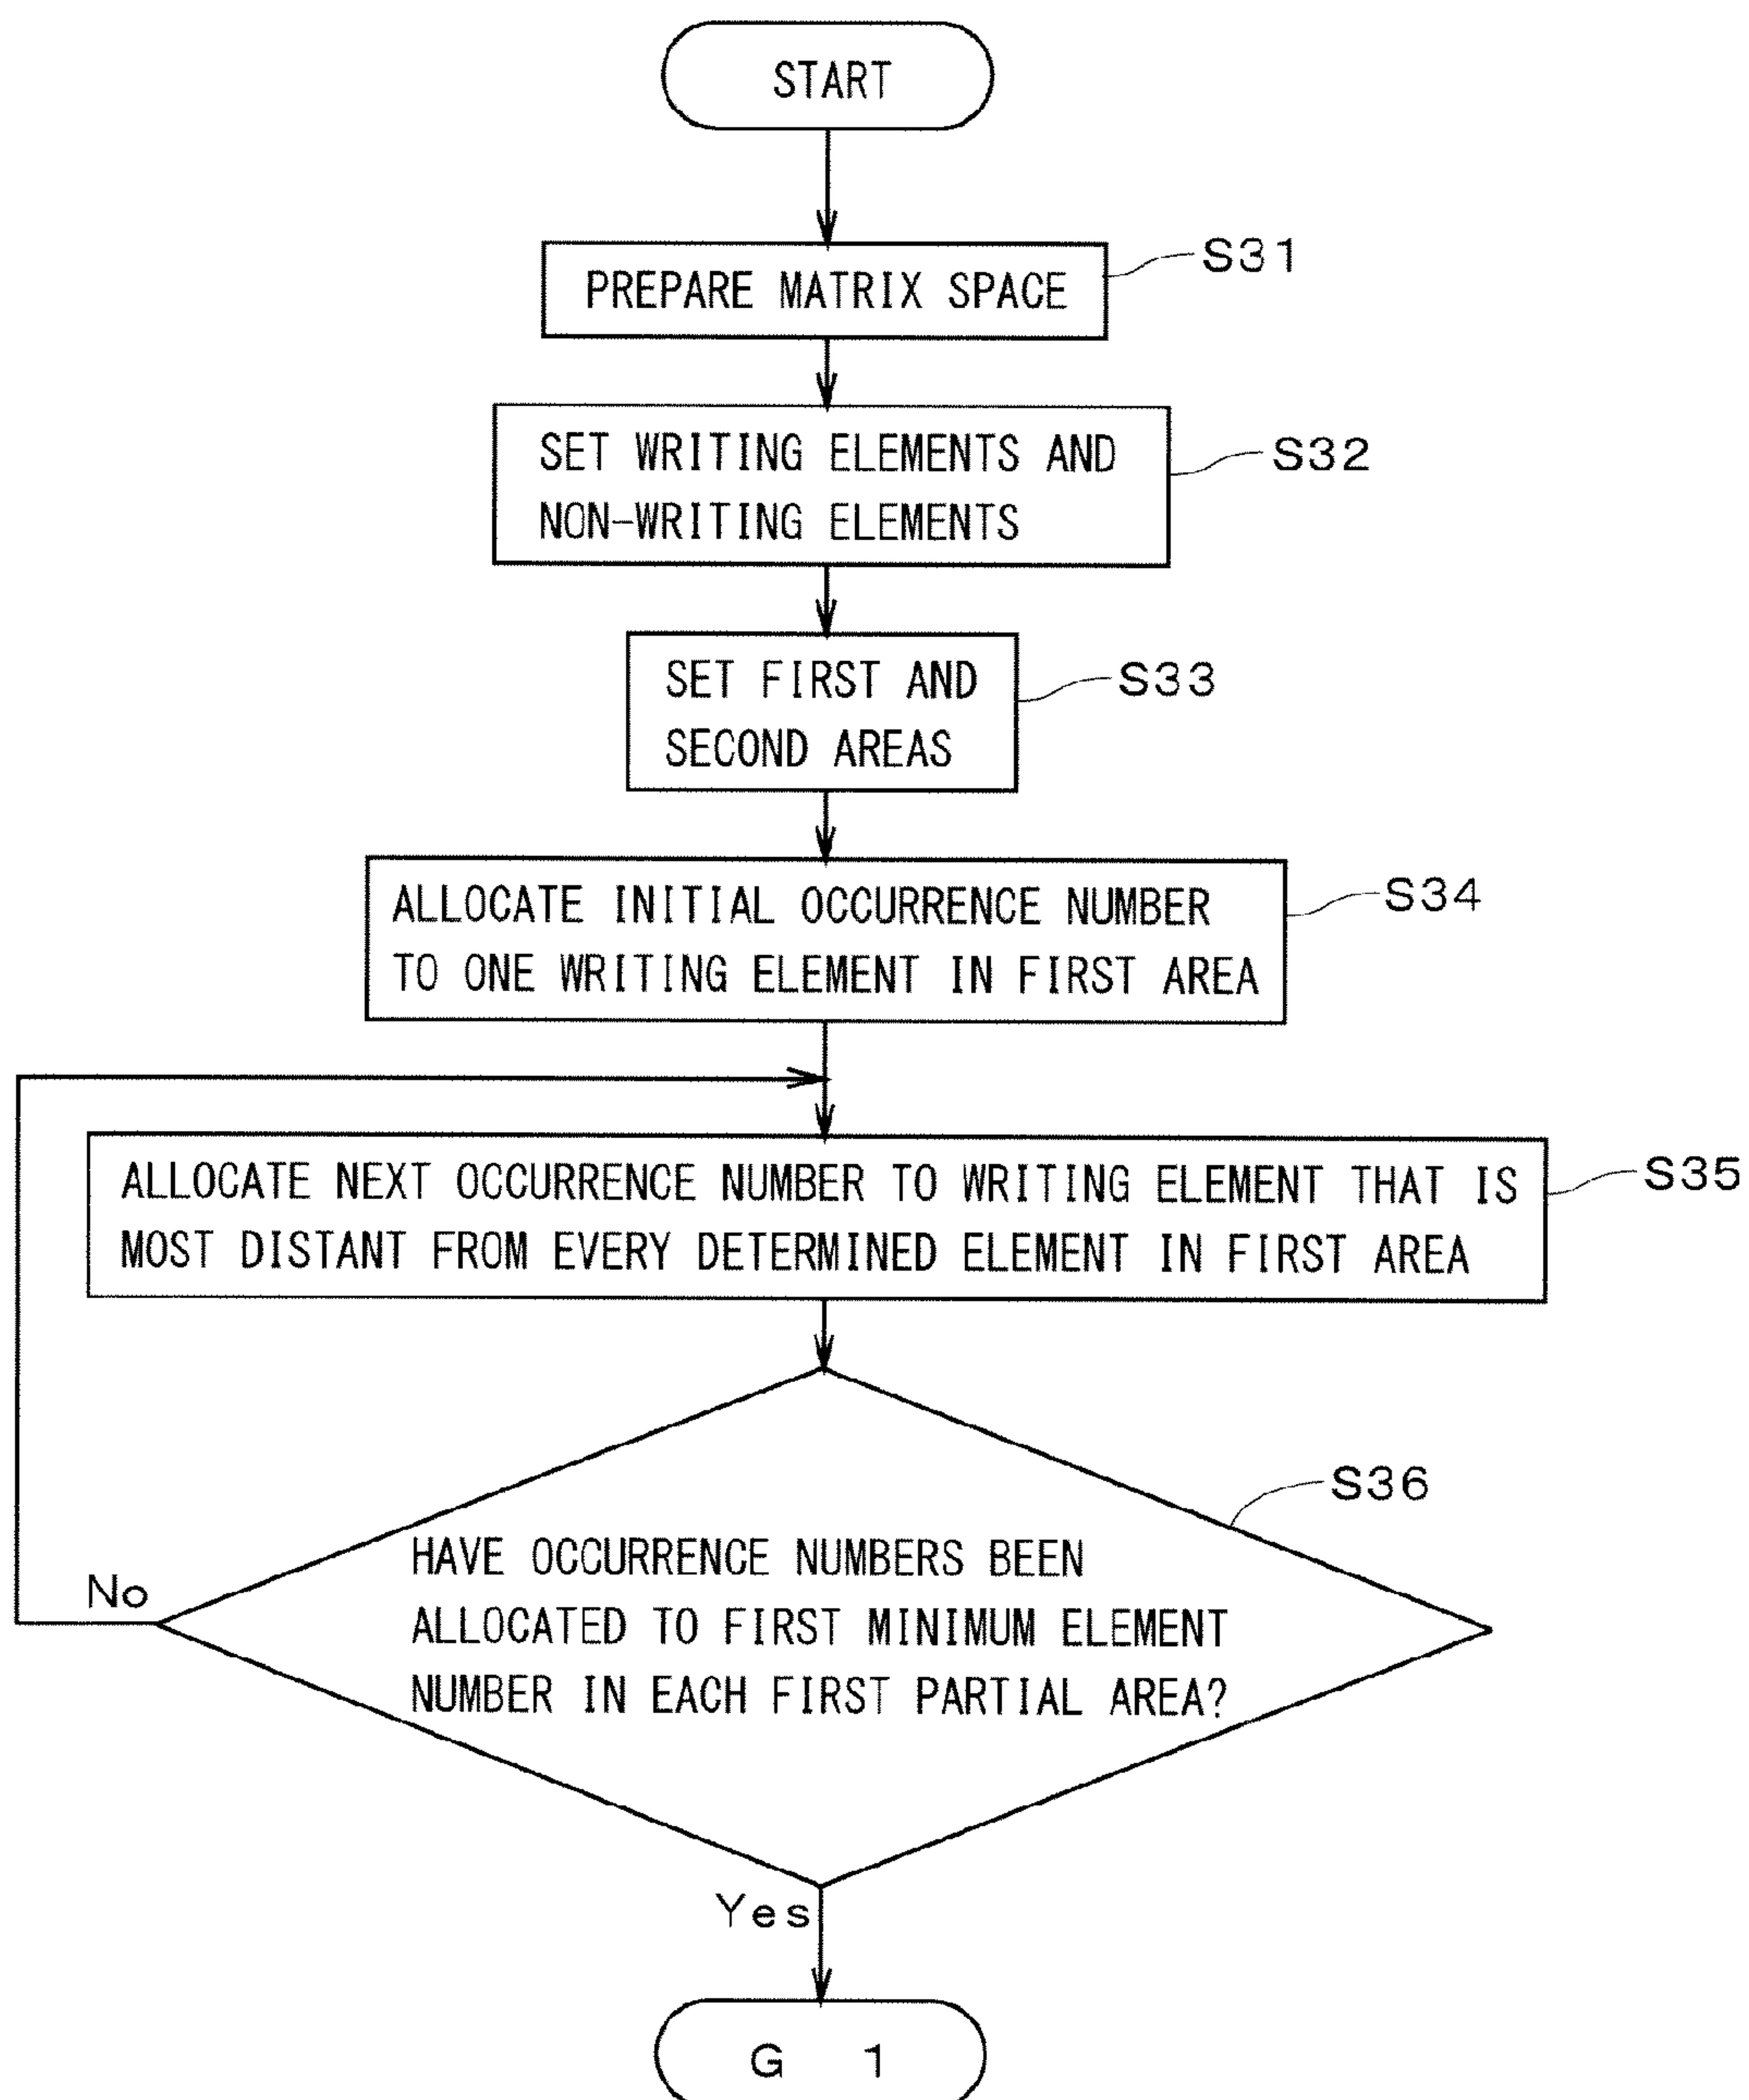 START
PREPARE MATRIX SPACE
S31
SET WRITING ELEMENTS AND
NON-WRITING ELEMENTS
S32
SET FIRST AND
SECOND AREAS
S33
ALLOCATE INITIAL OCCURRENCE NUMBER
TO ONE WRITING ELEMENT IN FIRST AREA
S34
ALLOCATE NEXT OCCURRENCE NUMBER TO WRITING ELEMENT THAT IS
MOST DISTANT FROM EVERY DETERMINED ELEMENT IN FIRST AREA
S35
S36
HAVE OCCURRENCE NUMBERS BEEN
ALLOCATED TO FIRST MINIMUM ELEMENT
NUMBER IN EACH FIRST PARTIAL AREA?
No
Yes
G 1